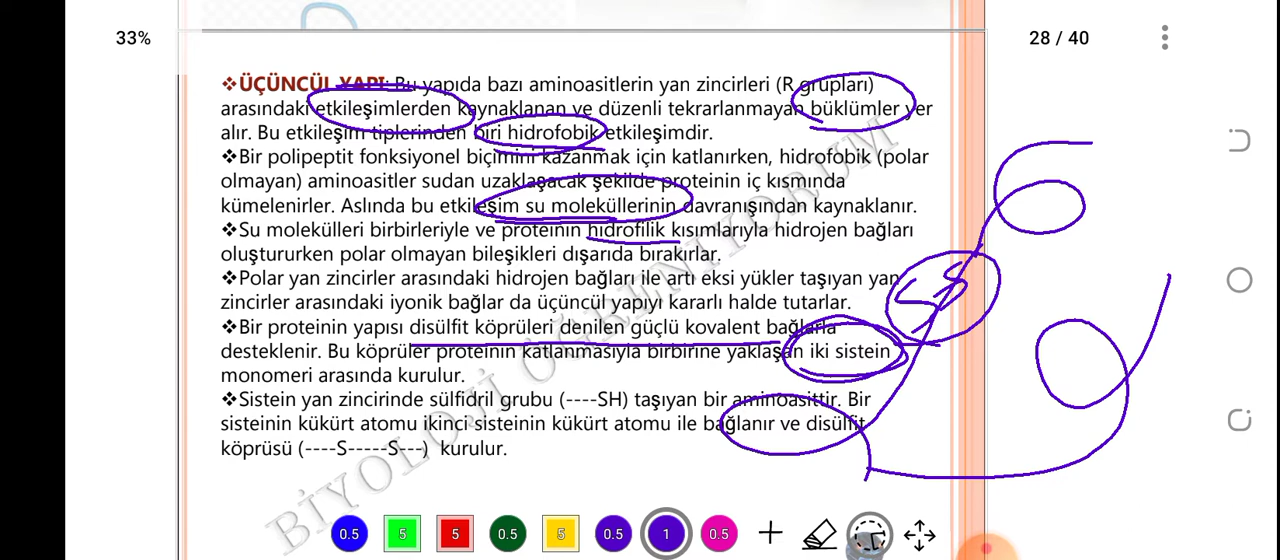 33%
28 / 40
❖ÜÇÜNCÜL YAPI: Bu yapıda bazı aminoasitlerin yan zincirleri (R grupları)
arasındaki etkileşimlerden kaynaklanan ve düzenli tekrarlanmayan büklümler yer
alır. Bu etkileşim tiplerinden biri hidrofobik etkileşimdir.
❖Bir polipeptit fonksiyonel biçimini kazanmak için katlanırken, hidrofobik (polar
olmayan) aminoasitler sudan uzaklaşacak şekilde proteinin iç kısmında
kümelenirler. Aslında bu etkileşim su moleküllerinin davranışından kaynaklanır.
❖Su molekülleri birbirleriyle ve proteinin hidrofilik kısımlarıyla hidrojen bağları
oluştururken polar olmayan bileşikleri dışarıda bırakırlar.
❖Polar yan zincirler arasındaki hidrojen bağları ile artı eksi yükler taşıyan yan
zincirler arasındaki iyonik bağlar da üçüncül yapıyı kararlı halde tutarlar.
❖Bir proteinin yapısı disülfit köprüleri denilen güçlü kovalent bağlarla
desteklenir. Bu köprüler proteinin katlanmasıyla birbirine yaklaşan iki sistein
monomeri arasında kurulur.
❖Sistein yan zincirinde sülfidril grubu (----SH) taşıyan bir aminoasittir. Bir
sisteinin kükürt atomu ikinci sisteinin kükürt atomu ile bağlanır ve disülfit
köprüsü (----S-----S---) kurulur.
S S
BİYOLOJİ ÖĞRENİYORUM
0.5 5 5 0.5 5 0.5 1 0.5